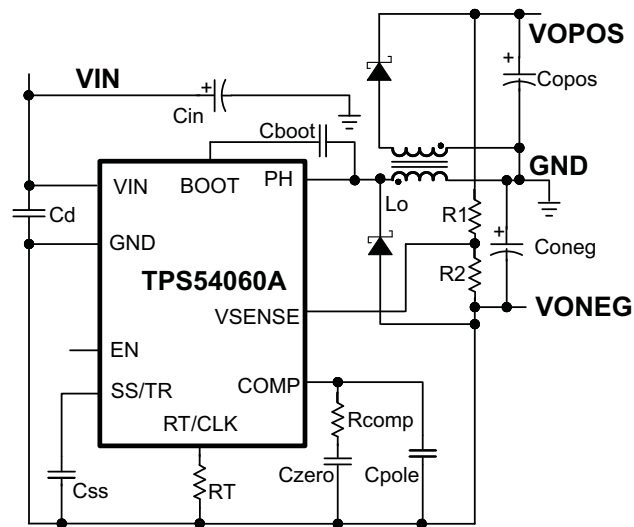 VOPOS
VIN
+
Copos
+
Cin
Cboot
GND
VIN
BOOT
PH
Lo
R1
+
Cd
GND
Coneg
TPS54060A
R2
VSENSE
VONEG
EN
SS/TR
COMP
RT/CLK
Rcomp
Css
RT
Czero
Cpole